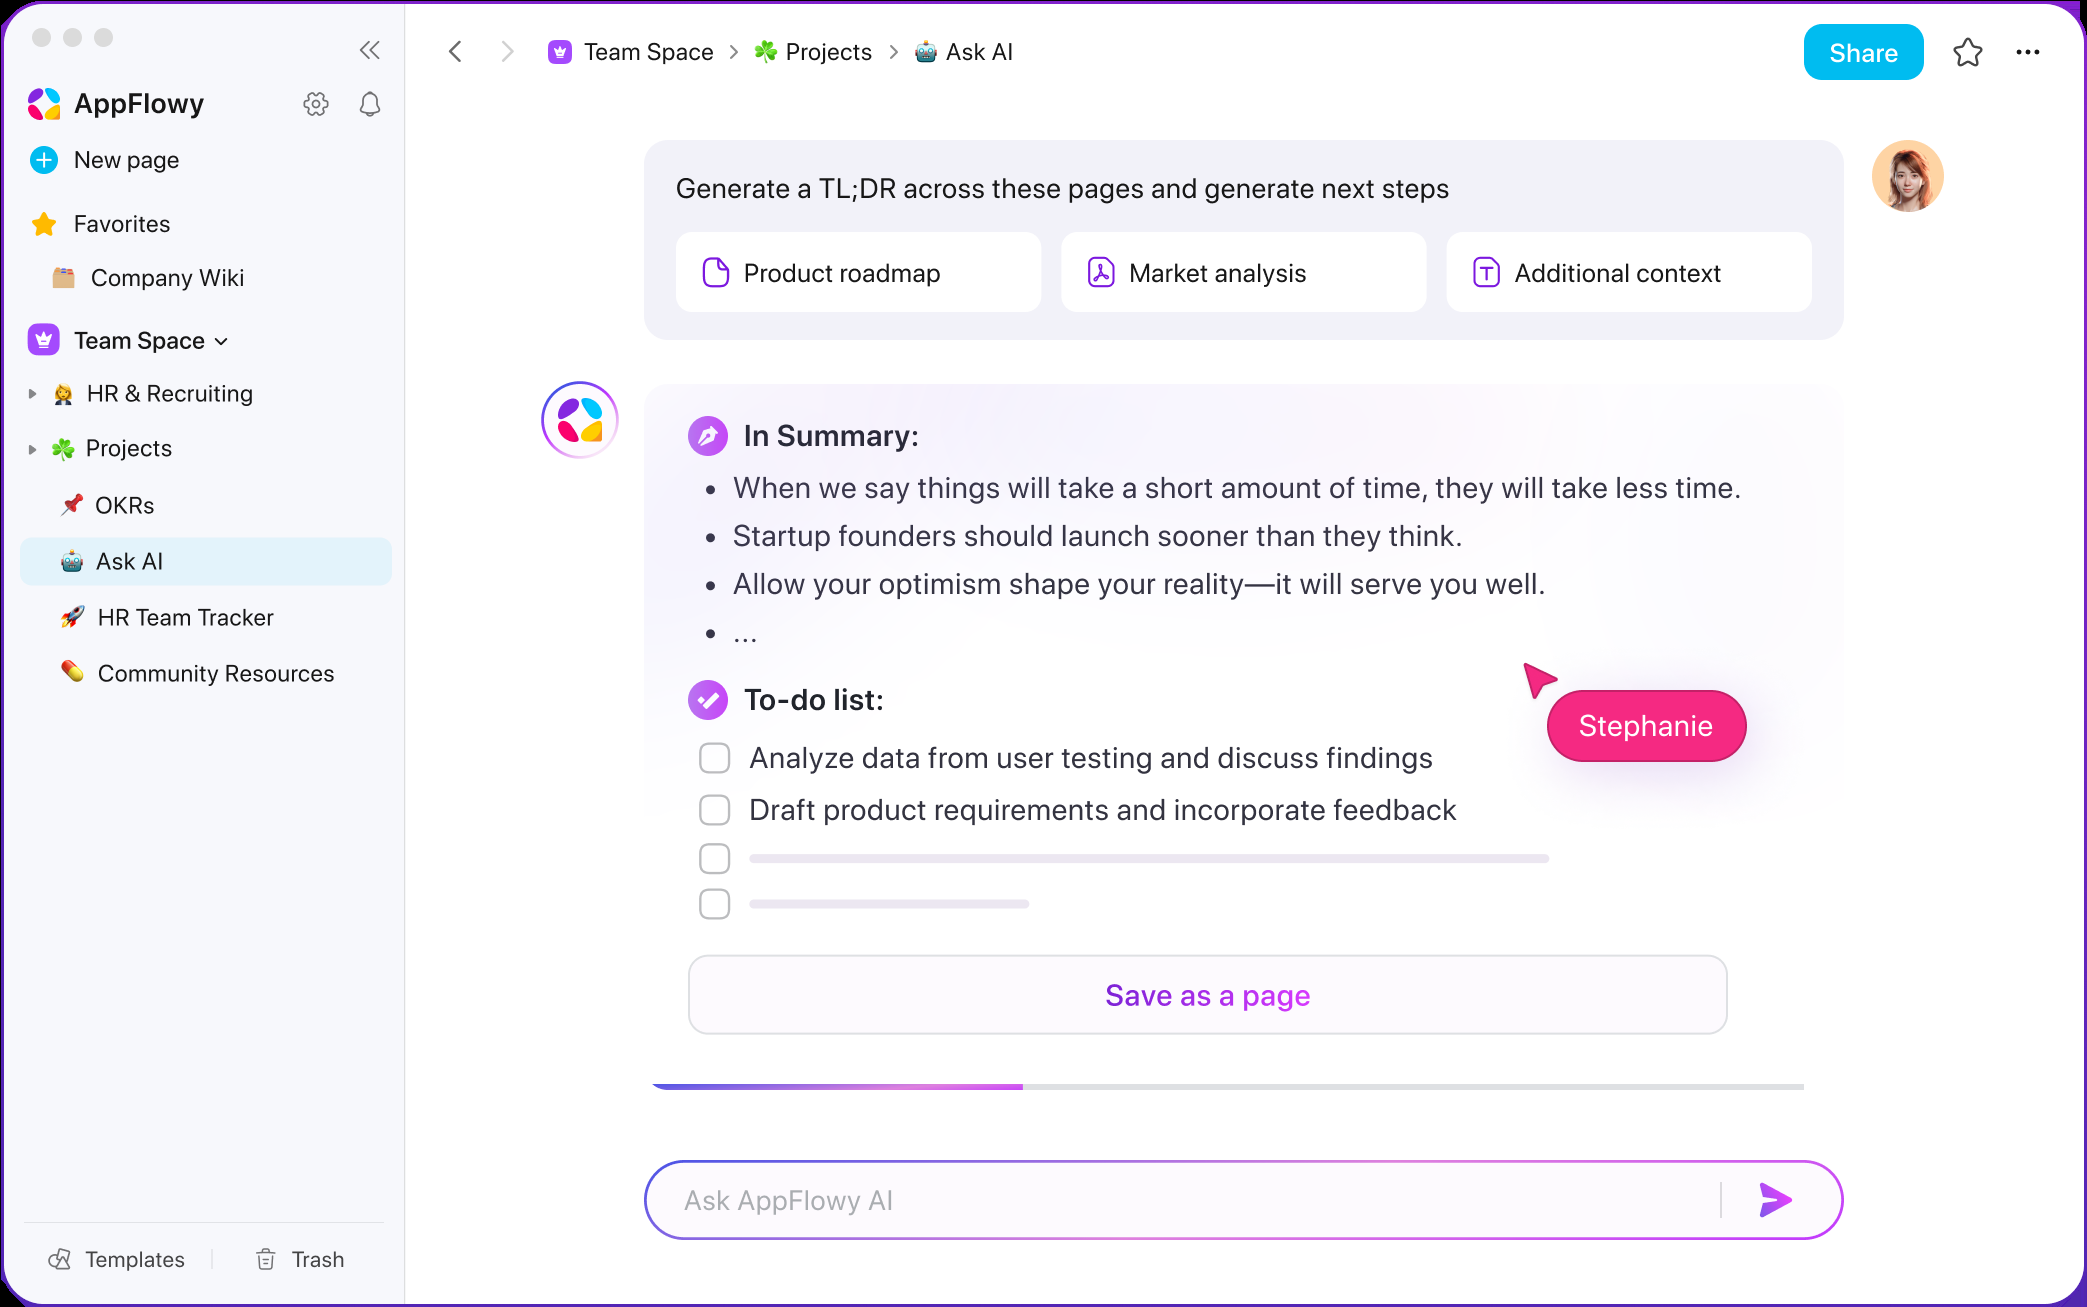 AppFlowy
New page
Favorites
Company Wiki
Team Space
HR & Recruiting
Projects
OKRs
Ask AI
HR Team Tracker
Community Resources
Templates
Trash
Team Space > Projects > Ask AI
Share
Generate a TL;DR across these pages and generate next steps
Product roadmap
Market analysis
Additional context
In Summary:
• When we say things will take a short amount of time, they will take less time.
• Startup founders should launch sooner than they think.
• Allow your optimism shape your reality—it will serve you well.
• ...
To-do list:
Analyze data from user testing and discuss findings
Draft product requirements and incorporate feedback
Stephanie
Save as a page
Ask AppFlowy AI